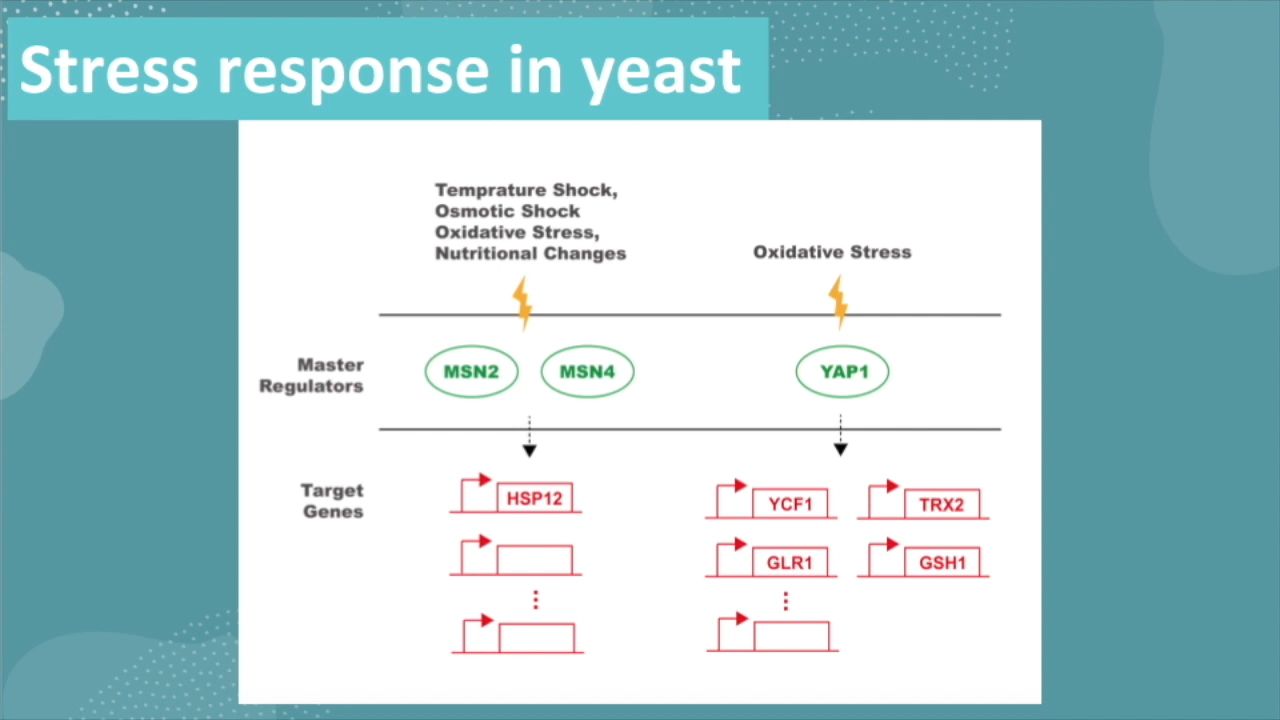 Stress response in yeast
Temprature Shock,
Osmotic Shock
Oxidative Stress,
Nutritional Changes
Oxidative Stress
Master
Regulators
MSN2
MSN4
YAP1
Target
Genes
HSP12
YCF1
TRX2
GLR1
GSH1